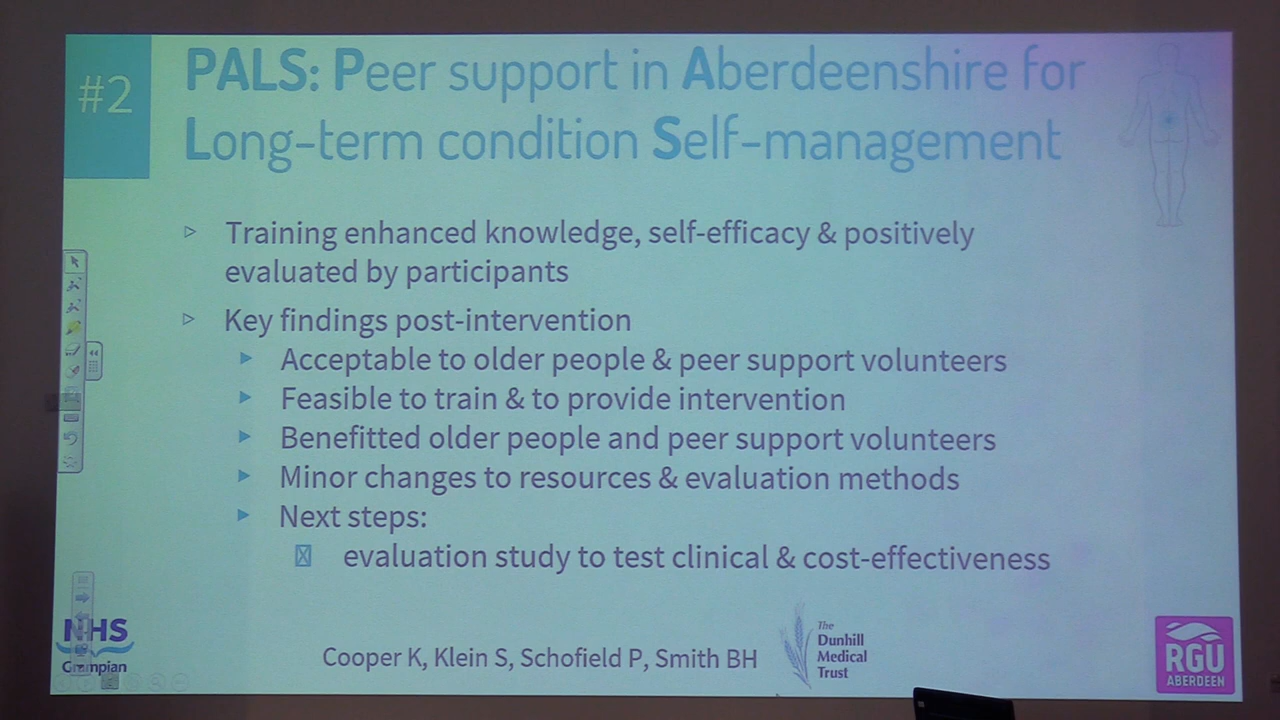 #2
PALS: Peer support in Aberdeenshire for
Long-term condition Self-management
Training enhanced knowledge, self-efficacy & positively
evaluated by participants
Key findings post-intervention
Acceptable to older people & peer support volunteers
Feasible to train & to provide intervention
Benefitted older people and peer support volunteers
Minor changes to resources & evaluation methods
Next steps:
evaluation study to test clinical & cost-effectiveness
NHS
Grampian
Cooper K, Klein S, Schofield P, Smith BH
The
Dunhill
Medical
Trust
RGU
ABERDEEN